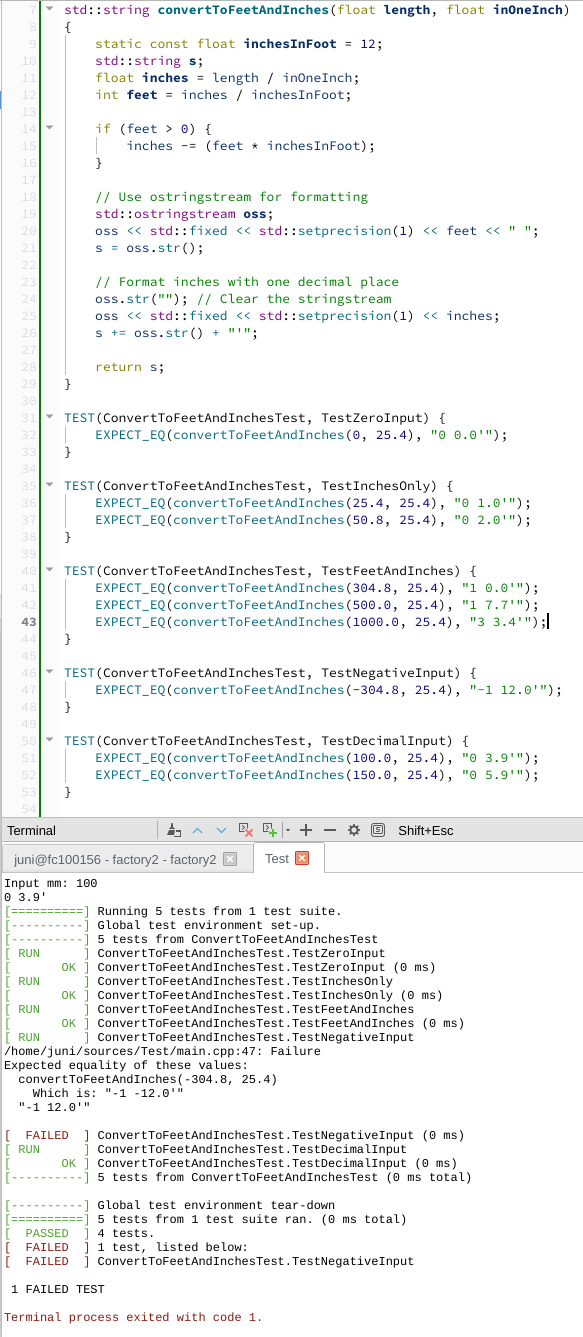 7 std::string convertToFeetAndInches(float length, float inOneInch)
8 {
9     static const float inchesInFoot = 12;
10     std::string s;
11     float inches = length / inOneInch;
12     int feet = inches / inchesInFoot;
13
14     if (feet > 0) {
15         inches -= (feet * inchesInFoot);
16     }
17
18     // Use ostringstream for formatting
19     std::ostringstream oss;
20     oss << std::fixed << std::setprecision(1) << feet << " ";
21     s = oss.str();
22
23     // Format inches with one decimal place
24     oss.str(""); // Clear the stringstream
25     oss << std::fixed << std::setprecision(1) << inches;
26     s += oss.str() + "'";
27
28     return s;
29 }
30
31 TEST(ConvertToFeetAndInchesTest, TestZeroInput) {
32     EXPECT_EQ(convertToFeetAndInches(0, 25.4), "0 0.0'");
33 }
34
35 TEST(ConvertToFeetAndInchesTest, TestInchesOnly) {
36     EXPECT_EQ(convertToFeetAndInches(25.4, 25.4), "0 1.0'");
37     EXPECT_EQ(convertToFeetAndInches(50.8, 25.4), "0 2.0'");
38 }
39
40 TEST(ConvertToFeetAndInchesTest, TestFeetAndInches) {
41     EXPECT_EQ(convertToFeetAndInches(304.8, 25.4), "1 0.0'");
42     EXPECT_EQ(convertToFeetAndInches(500.0, 25.4), "1 7.7'");
43     EXPECT_EQ(convertToFeetAndInches(1000.0, 25.4), "3 3.4'");
44 }
45
46 TEST(ConvertToFeetAndInchesTest, TestNegativeInput) {
47     EXPECT_EQ(convertToFeetAndInches(-304.8, 25.4), "-1 12.0'");
48 }
49
50 TEST(ConvertToFeetAndInchesTest, TestDecimalInput) {
51     EXPECT_EQ(convertToFeetAndInches(100.0, 25.4), "0 3.9'");
52     EXPECT_EQ(convertToFeetAndInches(150.0, 25.4), "0 5.9'");
53 }
54
Terminal Shift+Esc
juni@fc100156 - factory2 - factory2 Test
Input mm: 100
0 3.9'
[==========] Running 5 tests from 1 test suite.
[----------] Global test environment set-up.
[----------] 5 tests from ConvertToFeetAndInchesTest
[ RUN      ] ConvertToFeetAndInchesTest.TestZeroInput
[       OK ] ConvertToFeetAndInchesTest.TestZeroInput (0 ms)
[ RUN      ] ConvertToFeetAndInchesTest.TestInchesOnly
[       OK ] ConvertToFeetAndInchesTest.TestInchesOnly (0 ms)
[ RUN      ] ConvertToFeetAndInchesTest.TestFeetAndInches
[       OK ] ConvertToFeetAndInchesTest.TestFeetAndInches (0 ms)
[ RUN      ] ConvertToFeetAndInchesTest.TestNegativeInput
/home/juni/sources/Test/main.cpp:47: Failure
Expected equality of these values:
  convertToFeetAndInches(-304.8, 25.4)
    Which is: "-1 -12.0'"
  "-1 12.0'"

[  FAILED  ] ConvertToFeetAndInchesTest.TestNegativeInput (0 ms)
[ RUN      ] ConvertToFeetAndInchesTest.TestDecimalInput
[       OK ] ConvertToFeetAndInchesTest.TestDecimalInput (0 ms)
[----------] 5 tests from ConvertToFeetAndInchesTest (0 ms total)

[----------] Global test environment tear-down
[==========] 5 tests from 1 test suite ran. (0 ms total)
[  PASSED  ] 4 tests.
[  FAILED  ] 1 test, listed below:
[  FAILED  ] ConvertToFeetAndInchesTest.TestNegativeInput

 1 FAILED TEST

Terminal process exited with code 1.